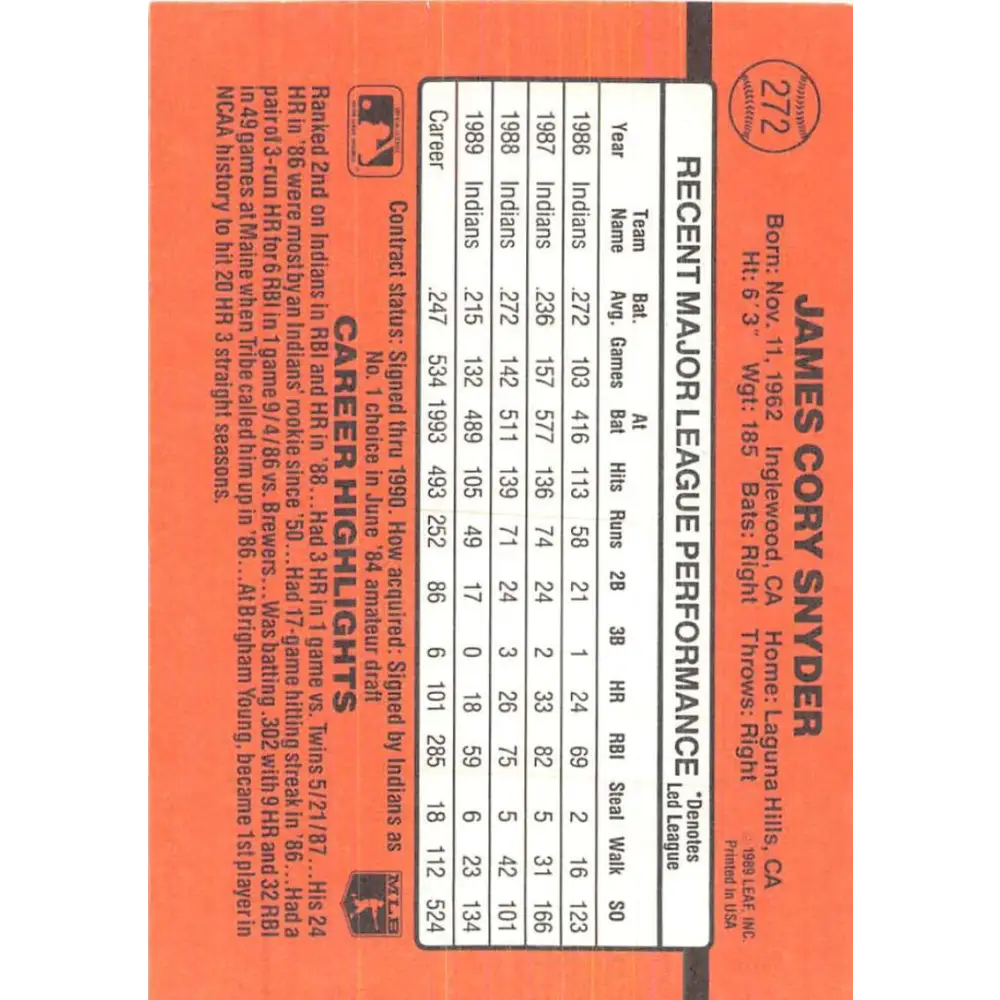 272
JAMES CORY SNYDER
Born: Nov. 11, 1962 Inglewood, CA Home: Laguna Hills, CA
Ht: 6' 3" Wgt: 185 Bats: Right Throws: Right
©1989 LEAF, INC.
Printed in USA
RECENT MAJOR LEAGUE PERFORMANCE *Denotes Led League
Year Team Name Bat. Avg. Games At Bat Hits Runs 2B 3B HR RBI Steal Walk SO
1986 Indians .272 103 416 113 58 21 1 24 69 2 16 123
1987 Indians .236 157 577 136 74 24 2 33 82 5 31 166
1988 Indians .272 142 511 139 71 24 3 26 75 5 42 101
1989 Indians .215 132 489 105 49 17 0 18 59 6 23 134
Career .247 534 1993 493 252 86 6 101 285 18 112 524
Contract status: Signed thru 1990. How acquired: Signed by Indians as
No. 1 choice in June '84 amateur draft
MLB
CAREER HIGHLIGHTS
Ranked 2nd on Indians in RBI and HR in '88...Had 3 HR in 1 game vs. Twins 5/21/87...His 24
HR in '86 were most by an Indians' rookie since '50...Had 17-game hitting streak in '86...Had a
pair of 3-run HR for 6 RBI in 1 game 9/4/86 vs. Brewers...Was batting .302 with 9 HR and 32 RBI
in 49 games at Maine when Tribe called him up in '86...At Brigham Young, became 1st player in
NCAA history to hit 20 HR 3 straight seasons.